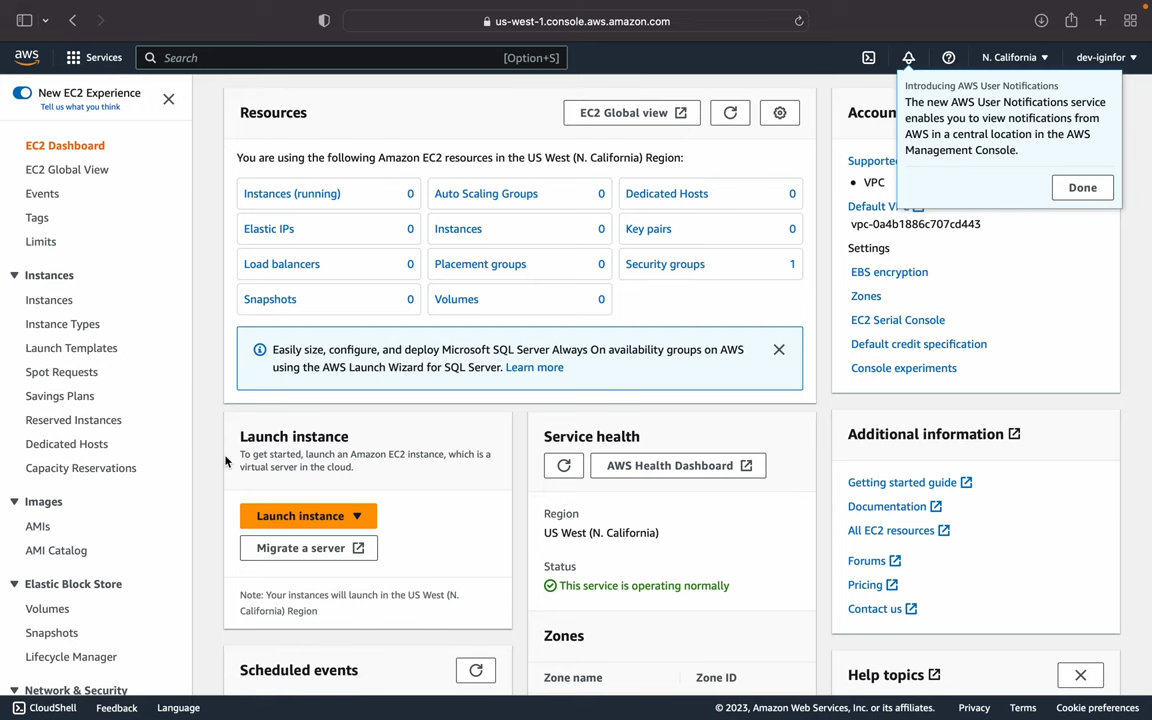 us-west-1.console.aws.amazon.com
aws
Services
Search
[Option+S]
N. California
dev-iginfor
New EC2 Experience
Tell us what you think
EC2 Dashboard
EC2 Global View
Events
Tags
Limits
Instances
Instances
Instance Types
Launch Templates
Spot Requests
Savings Plans
Reserved Instances
Dedicated Hosts
Capacity Reservations
Images
AMIs
AMI Catalog
Elastic Block Store
Volumes
Snapshots
Lifecycle Manager
Network & Security
Resources
EC2 Global view
You are using the following Amazon EC2 resources in the US West (N. California) Region:
Instances (running) 0
Auto Scaling Groups 0
Dedicated Hosts 0
Elastic IPs 0
Instances 0
Key pairs 0
Load balancers 0
Placement groups 0
Security groups 1
Snapshots 0
Volumes 0
Easily size, configure, and deploy Microsoft SQL Server Always On availability groups on AWS
using the AWS Launch Wizard for SQL Server. Learn more
Launch instance
To get started, launch an Amazon EC2 instance, which is a
virtual server in the cloud.
Launch instance
Migrate a server
Note: Your instances will launch in the US West (N.
California) Region
Scheduled events
Service health
AWS Health Dashboard
Region
US West (N. California)
Status
This service is operating normally
Zones
Zone name
Zone ID
Introducing AWS User Notifications
The new AWS User Notifications service
enables you to view notifications from
AWS in a central location in the AWS
Management Console.
Done
Accoun
Supporte
• VPC
Default V
vpc-0a4b1886c707cd443
Settings
EBS encryption
Zones
EC2 Serial Console
Default credit specification
Console experiments
Additional information
Getting started guide
Documentation
All EC2 resources
Forums
Pricing
Contact us
Help topics
CloudShell
Feedback
Language
© 2023, Amazon Web Services, Inc. or its affiliates.
Privacy
Terms
Cookie preferences